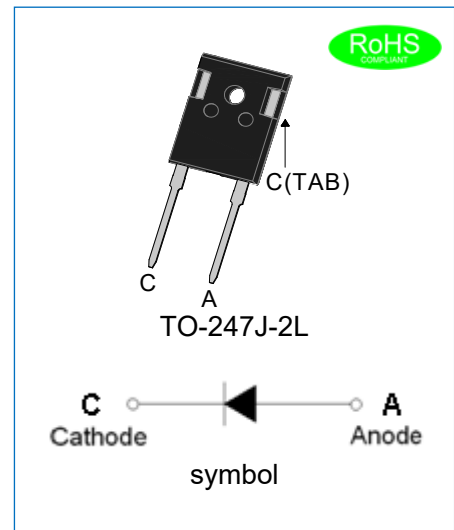 RoHS
COMPLIANT
C(TAB)
C
A
TO-247J-2L
C A
Cathode Anode
symbol